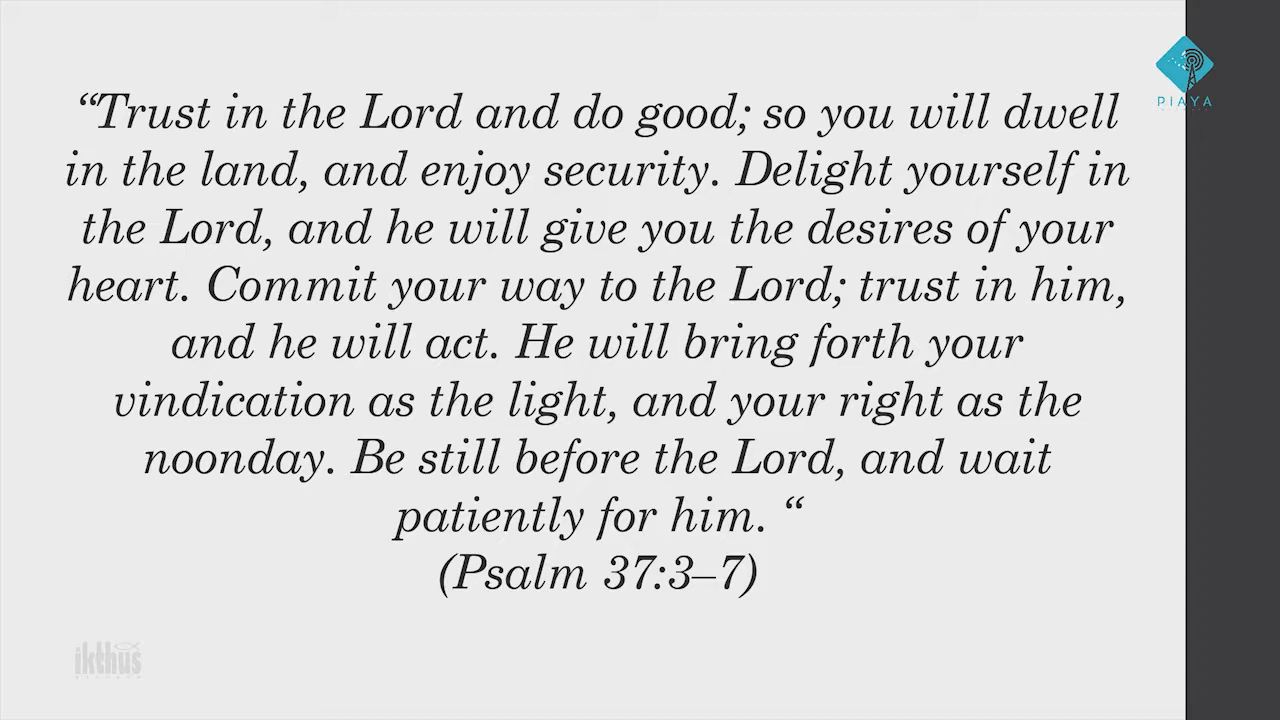 “Trust in the Lord and do good; so you will dwell
in the land, and enjoy security. Delight yourself in
the Lord, and he will give you the desires of your
heart. Commit your way to the Lord; trust in him,
and he will act. He will bring forth your
vindication as the light, and your right as the
noonday. Be still before the Lord, and wait
patiently for him. “
(Psalm 37:3–7)
PIAYA
ikthus